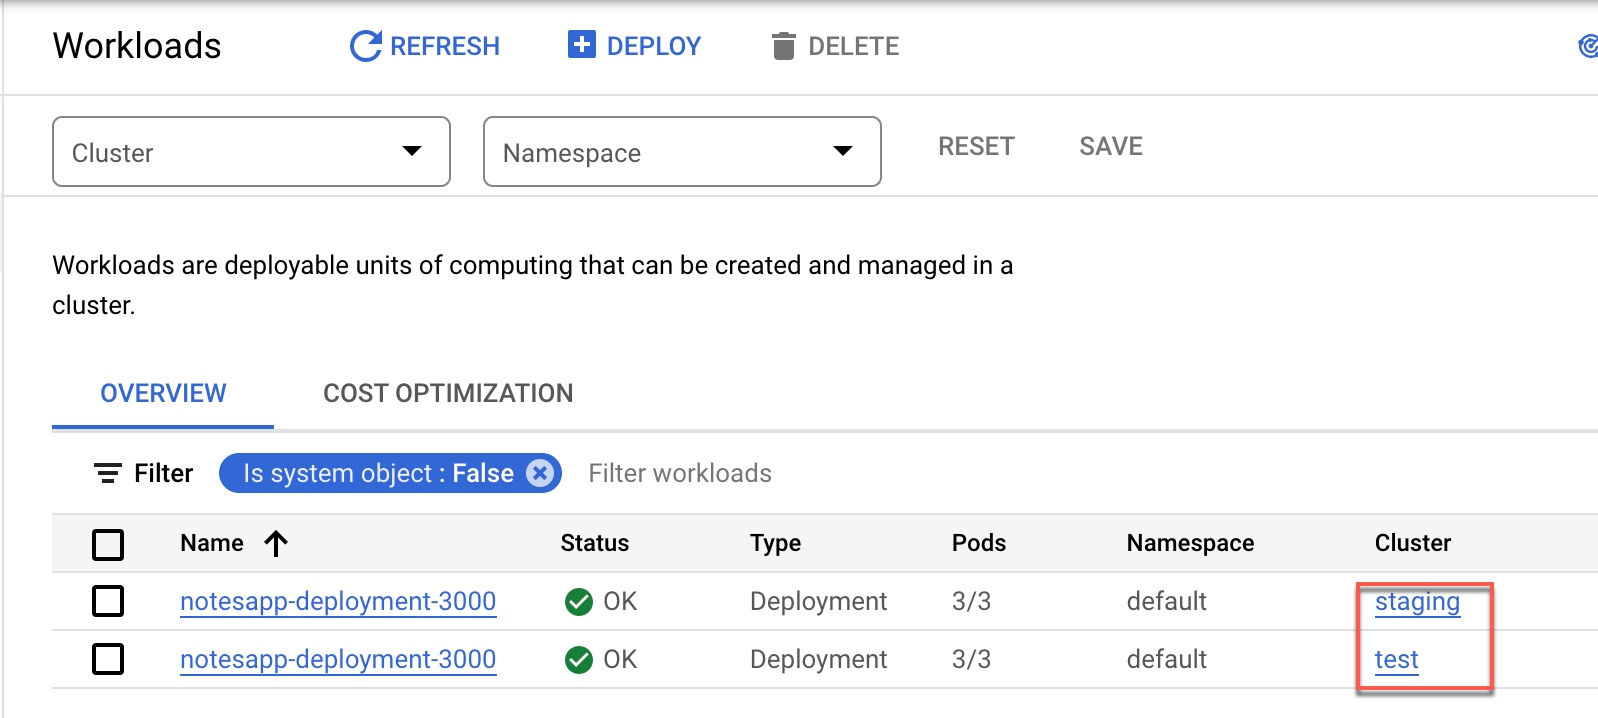 Workloads REFRESH DEPLOY DELETE
Cluster Namespace RESET SAVE
Workloads are deployable units of computing that can be created and managed in a
cluster.
OVERVIEW COST OPTIMIZATION
Filter Is system object : False Filter workloads
Name Status Type Pods Namespace Cluster
notesapp-deployment-3000 OK Deployment 3/3 default staging
notesapp-deployment-3000 OK Deployment 3/3 default test